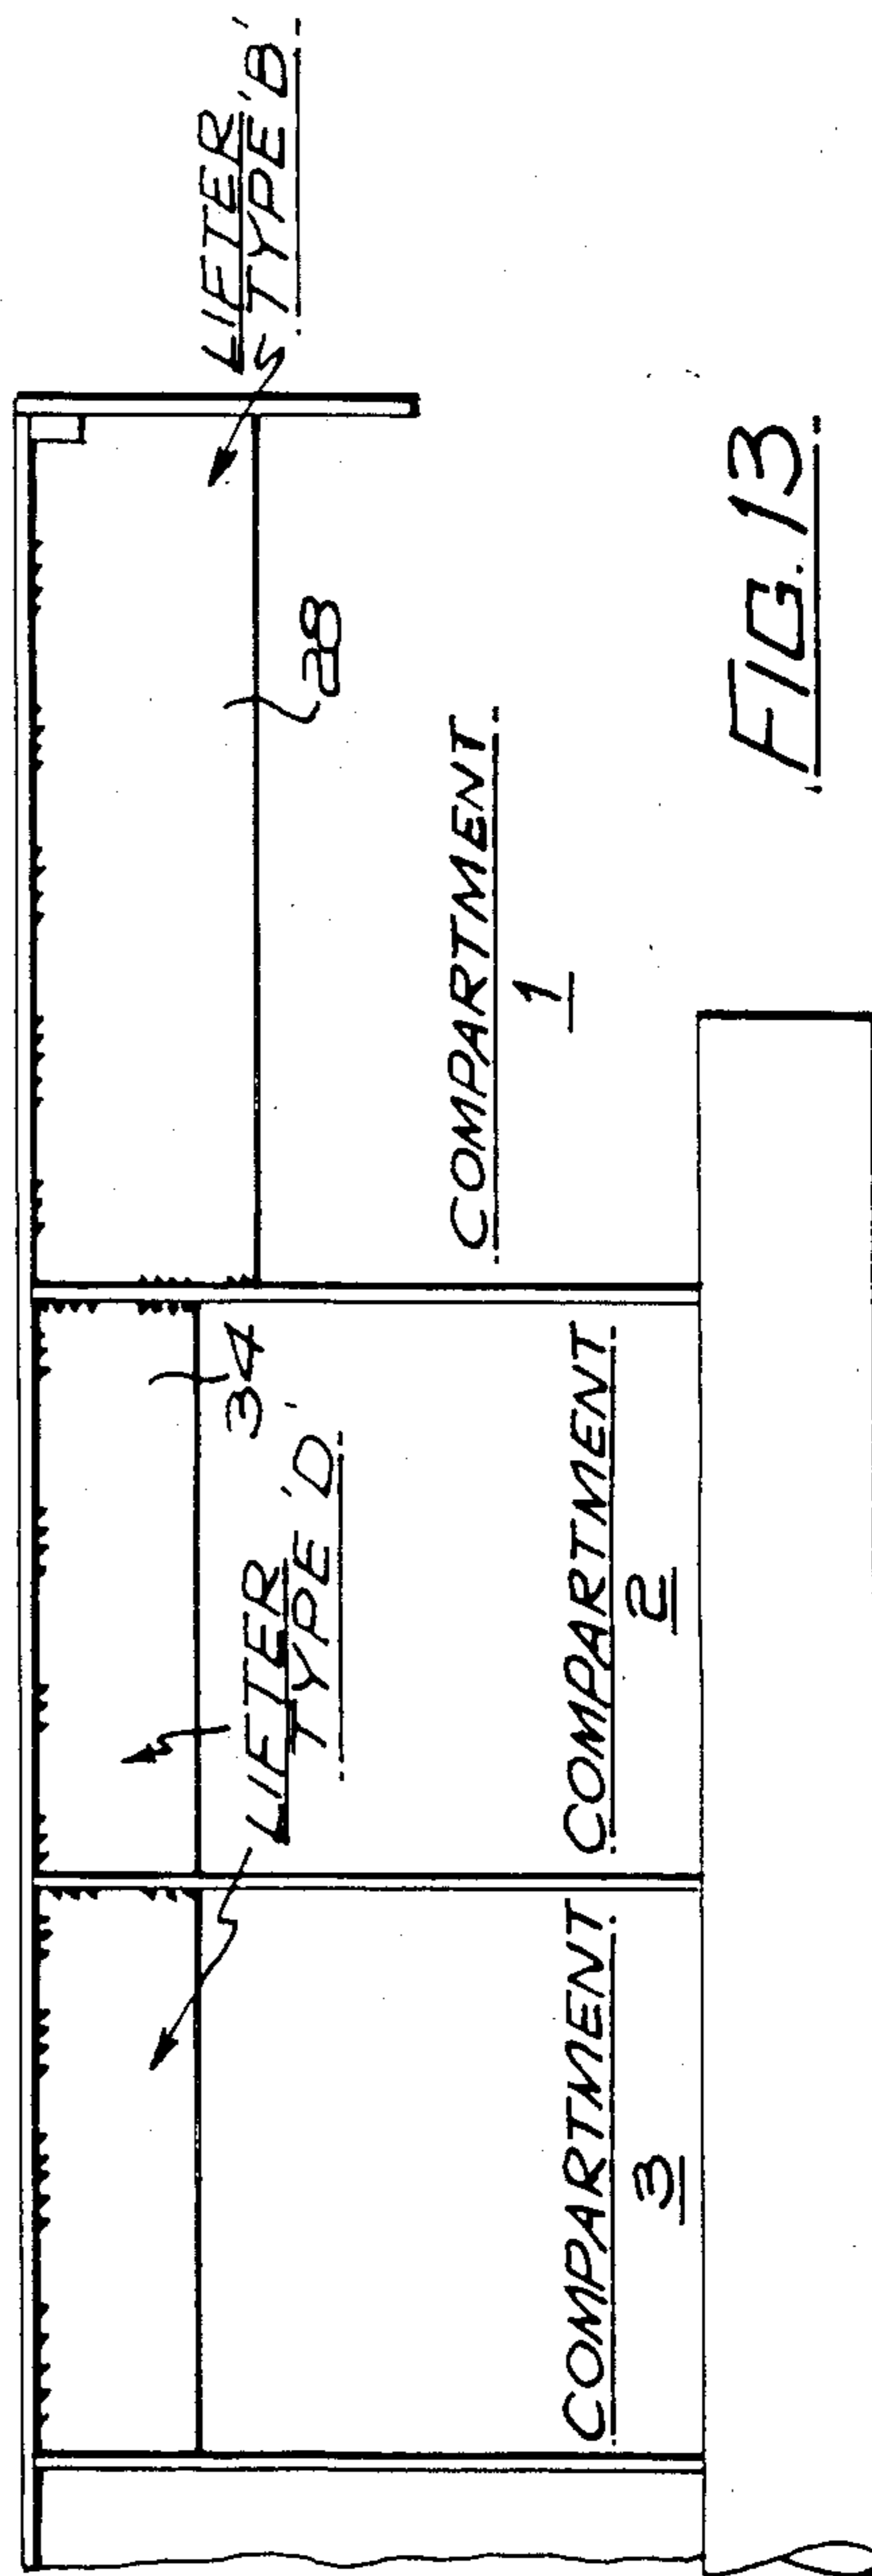 LIFTER
TYPE 'B'
28
COMPARTMENT
1
34
LIFTER
TYPE 'D'
COMPARTMENT
2
COMPARTMENT
3
FIG. 13